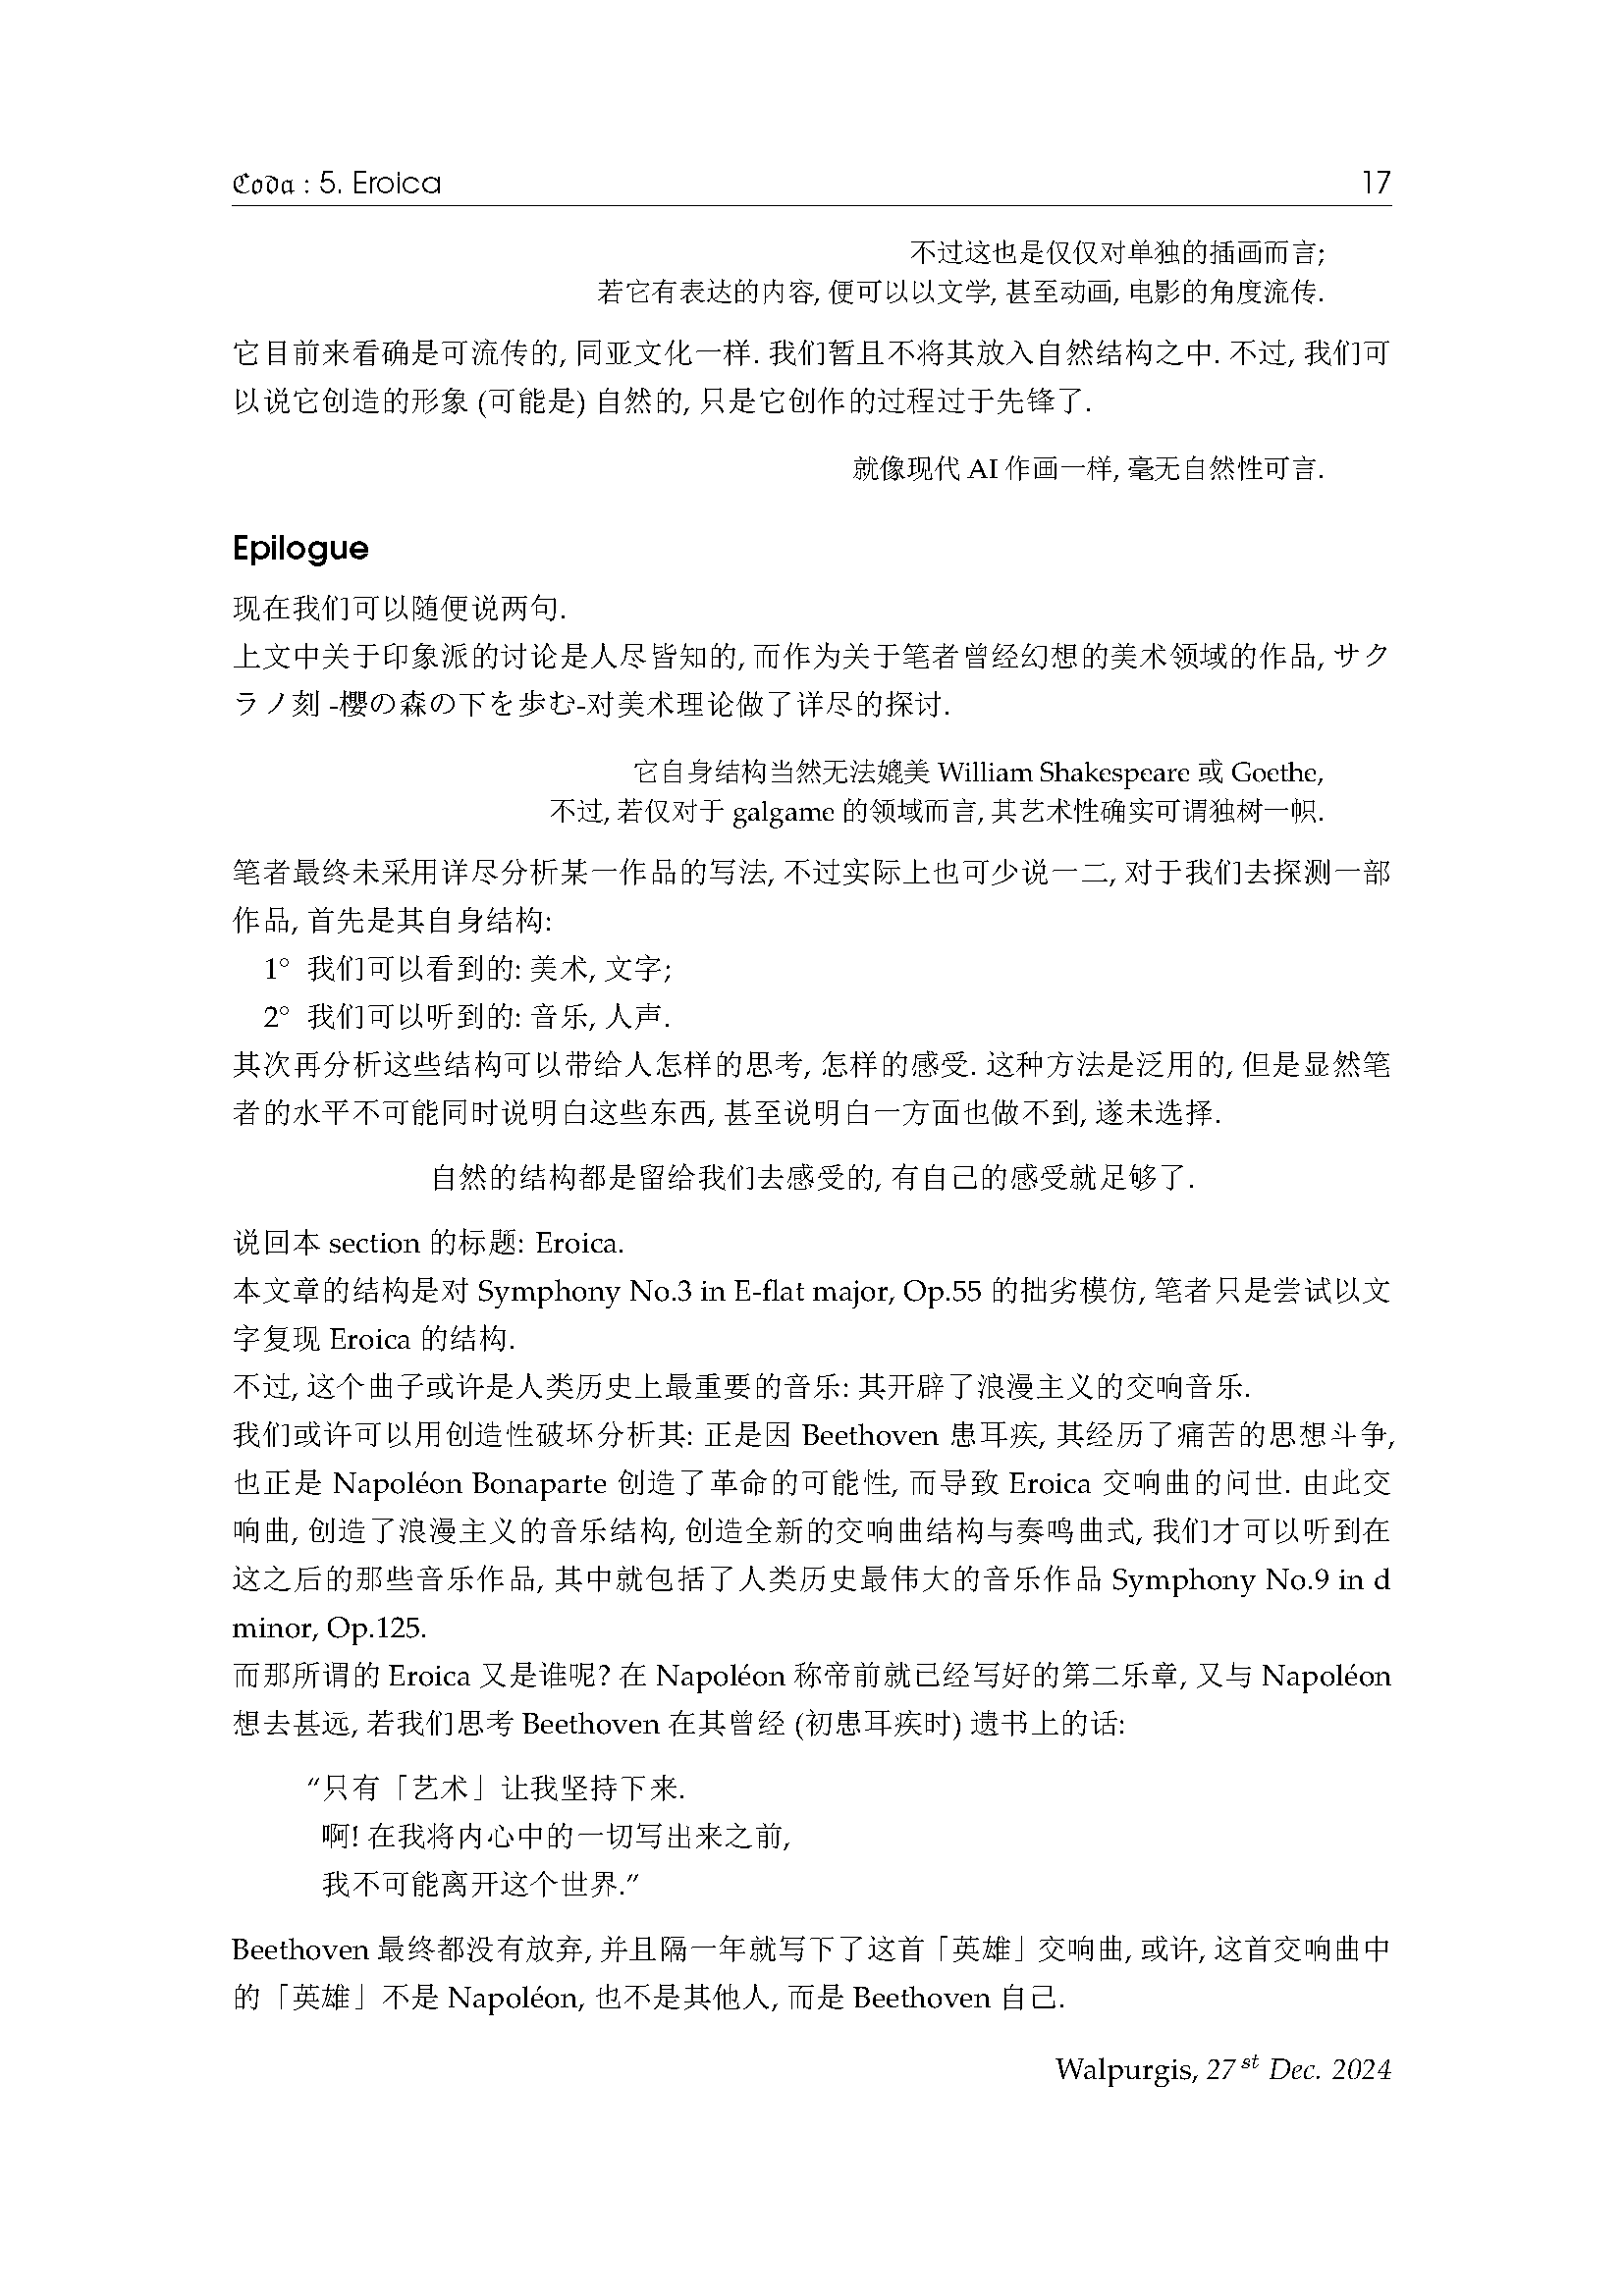 Coda : 5. Eroica 17
不过这也是仅仅对单独的插画而言;
若它有表达的内容, 便可以以文学, 甚至动画, 电影的角度流传.
它目前来看确是可流传的, 同亚文化一样. 我们暂且不将其放入自然结构之中. 不过, 我们可
以说它创造的形象 (可能是) 自然的, 只是它创作的过程过于先锋了.
就像现代 AI 作画一样, 毫无自然性可言.
Epilogue
现在我们可以随便说两句.
上文中关于印象派的讨论是人尽皆知的, 而作为关于笔者曾经幻想的美术领域的作品, サク
ラノ刻 -櫻の森の下を歩む-对美术理论做了详尽的探讨.
它自身结构当然无法媲美 William Shakespeare 或 Goethe,
不过, 若仅对于 galgame 的领域而言, 其艺术性确实可谓独树一帜.
笔者最终未采用详尽分析某一作品的写法, 不过实际上也可少说一二, 对于我们去探测一部
作品, 首先是其自身结构:
1° 我们可以看到的: 美术, 文字;
2° 我们可以听到的: 音乐, 人声.
其次再分析这些结构可以带给人怎样的思考, 怎样的感受. 这种方法是泛用的, 但是显然笔
者的水平不可能同时说明白这些东西, 甚至说明白一方面也做不到, 遂未选择.
自然的结构都是留给我们去感受的, 有自己的感受就足够了.
说回本 section 的标题: Eroica.
本文章的结构是对 Symphony No.3 in E-flat major, Op.55 的拙劣模仿, 笔者只是尝试以文
字复现 Eroica 的结构.
不过, 这个曲子或许是人类历史上最重要的音乐: 其开辟了浪漫主义的交响音乐.
我们或许可以用创造性破坏分析其: 正是因 Beethoven 患耳疾, 其经历了痛苦的思想斗争,
也正是 Napoléon Bonaparte 创造了革命的可能性, 而导致 Eroica 交响曲的问世. 由此交
响曲, 创造了浪漫主义的音乐结构, 创造全新的交响曲结构与奏鸣曲式, 我们才可以听到在
这之后的那些音乐作品, 其中就包括了人类历史最伟大的音乐作品 Symphony No.9 in d
minor, Op.125.
而那所谓的 Eroica 又是谁呢? 在 Napoléon 称帝前就已经写好的第二乐章, 又与 Napoléon
想去甚远, 若我们思考 Beethoven 在其曾经 (初患耳疾时) 遗书上的话:
“只有「艺术」让我坚持下来.
啊! 在我将内心中的一切写出来之前,
我不可能离开这个世界.”
Beethoven 最终都没有放弃, 并且隔一年就写下了这首「英雄」交响曲, 或许, 这首交响曲中
的「英雄」不是 Napoléon, 也不是其他人, 而是 Beethoven 自己.
Walpurgis, 27st Dec. 2024